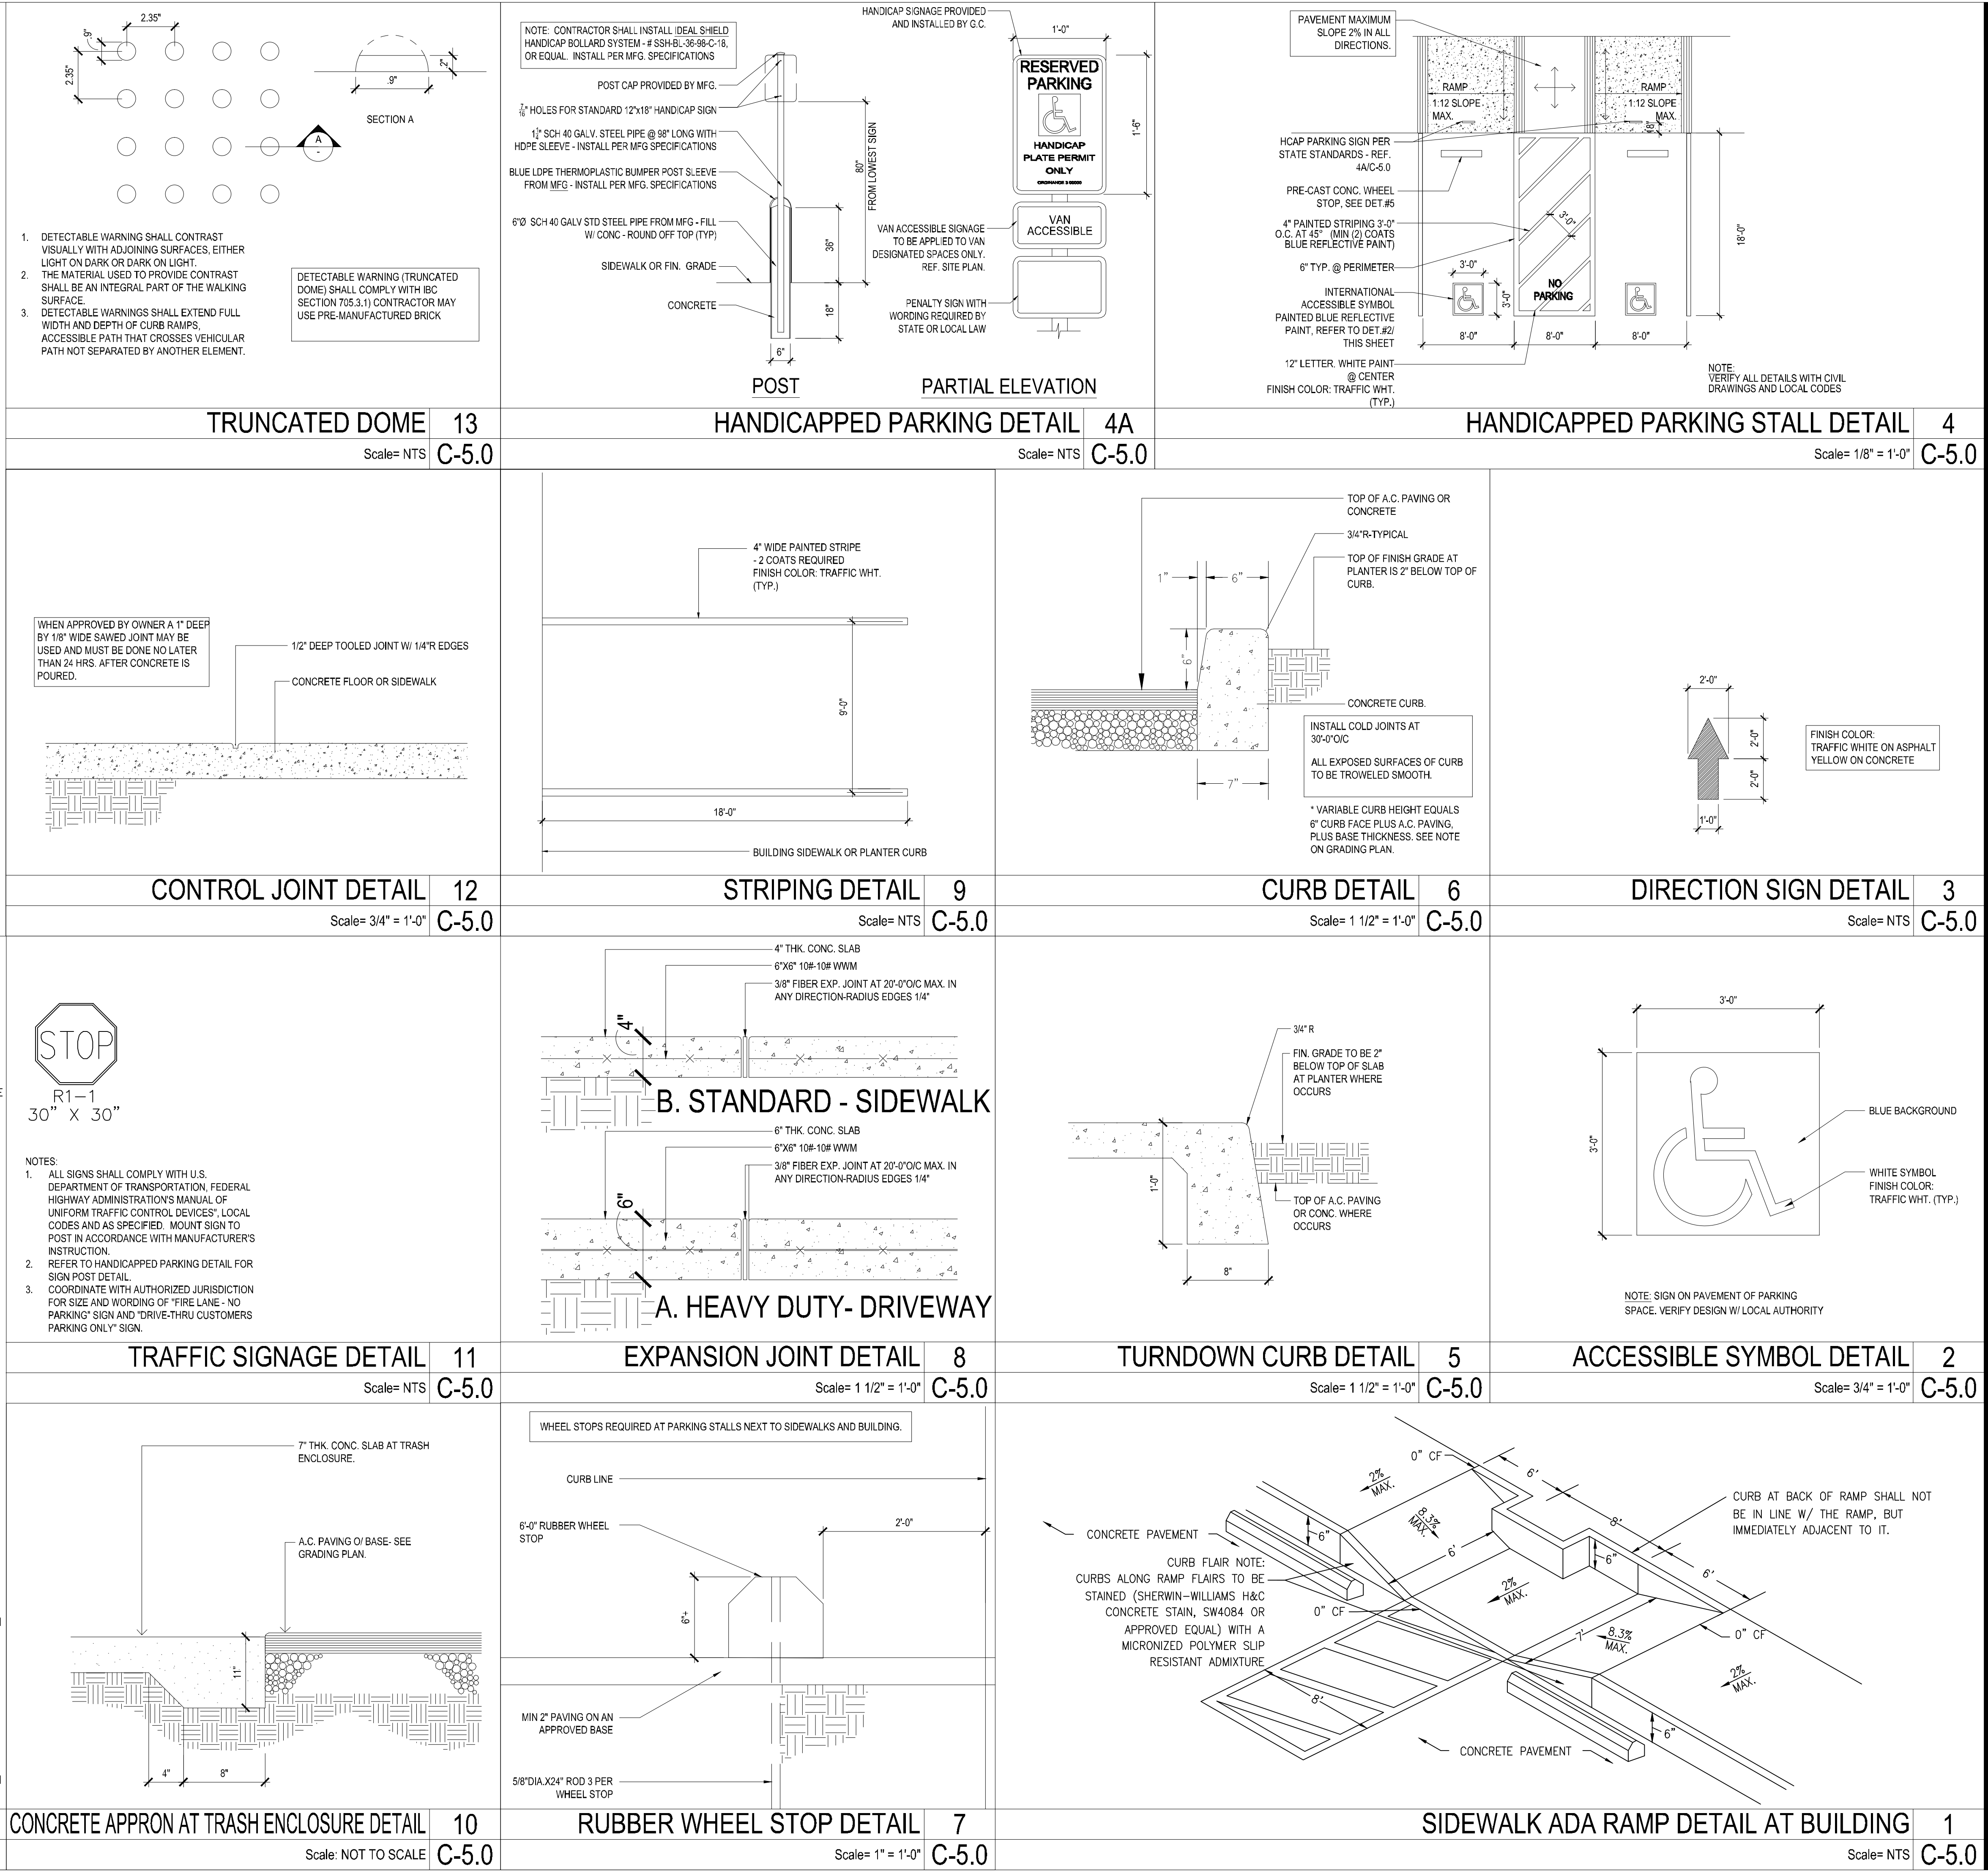 2.35"
.9"
2.35"
.2"
.9"
SECTION A
A
-
1. DETECTABLE WARNING SHALL CONTRAST
VISUALLY WITH ADJOINING SURFACES, EITHER
LIGHT ON DARK OR DARK ON LIGHT.
2. THE MATERIAL USED TO PROVIDE CONTRAST
SHALL BE AN INTEGRAL PART OF THE WALKING
SURFACE.
3. DETECTABLE WARNINGS SHALL EXTEND FULL
WIDTH AND DEPTH OF CURB RAMPS,
ACCESSIBLE PATH THAT CROSSES VEHICULAR
PATH NOT SEPARATED BY ANOTHER ELEMENT.
DETECTABLE WARNING (TRUNCATED
DOME) SHALL COMPLY WITH IBC
SECTION 705.3.1) CONTRACTOR MAY
USE PRE-MANUFACTURED BRICK
TRUNCATED DOME 13
Scale= NTS C-5.0
NOTE: CONTRACTOR SHALL INSTALL IDEAL SHIELD
HANDICAP BOLLARD SYSTEM - # SSH-BL-36-98-C-18,
OR EQUAL. INSTALL PER MFG. SPECIFICATIONS
POST CAP PROVIDED BY MFG.
7/16" HOLES FOR STANDARD 12"x18" HANDICAP SIGN
SCH 40 GALV. STEEL PIPE @ 98" LONG WITH
HDPE SLEEVE - INSTALL PER MFG SPECIFICATIONS
BLUE LDPE THERMOPLASTIC BUMPER POST SLEEVE
FROM MFG - INSTALL PER MFG. SPECIFICATIONS
6"Ø SCH 40 GALV STD STEEL PIPE FROM MFG - FILL
W/ CONC - ROUND OFF TOP (TYP)
SIDEWALK OR FIN. GRADE
CONCRETE
80"
FROM LOWEST SIGN
36"
18"
6"
POST
HANDICAP SIGNAGE PROVIDED
AND INSTALLED BY G.C.
1'-0"
RESERVED
PARKING
HANDICAP
PLATE PERMIT
ONLY
1'-6"
VAN
ACCESSIBLE
VAN ACCESSIBLE SIGNAGE
TO BE APPLIED TO VAN
DESIGNATED SPACES ONLY.
REF. SITE PLAN.
PENALTY SIGN WITH
WORDING REQUIRED BY
STATE OR LOCAL LAW
PARTIAL ELEVATION
HANDICAPPED PARKING DETAIL 4A
Scale= NTS C-5.0
PAVEMENT MAXIMUM
SLOPE 2% IN ALL
DIRECTIONS.
RAMP
1:12 SLOPE
MAX.
RAMP
1:12 SLOPE
MAX.
8"
HCAP PARKING SIGN PER
STATE STANDARDS - REF.
4A/C-5.0
PRE-CAST CONC. WHEEL
STOP, SEE DET.#5
4" PAINTED STRIPING 3'-0"
O.C. AT 45° (MIN (2) COATS
BLUE REFLECTIVE PAINT)
6" TYP. @ PERIMETER
INTERNATIONAL
ACCESSIBLE SYMBOL
PAINTED BLUE REFLECTIVE
PAINT, REFER TO DET.#2/
THIS SHEET
12" LETTER. WHITE PAINT
@ CENTER
FINISH COLOR: TRAFFIC WHT.
(TYP.)
3'-0"
3'-0"
3'-0"
NO
PARKING
8'-0"
8'-0"
8'-0"
18'-0"
NOTE:
VERIFY ALL DETAILS WITH CIVIL
DRAWINGS AND LOCAL CODES
HANDICAPPED PARKING STALL DETAIL 4
Scale= 1/8" = 1'-0" C-5.0
WHEN APPROVED BY OWNER A 1" DEEP
BY 1/8" WIDE SAWED JOINT MAY BE
USED AND MUST BE DONE NO LATER
THAN 24 HRS. AFTER CONCRETE IS
POURED.
1/2" DEEP TOOLED JOINT W/ 1/4"R EDGES
CONCRETE FLOOR OR SIDEWALK
CONTROL JOINT DETAIL 12
Scale= 3/4" = 1'-0" C-5.0
4" WIDE PAINTED STRIPE
- 2 COATS REQUIRED
FINISH COLOR: TRAFFIC WHT.
(TYP.)
9'-0"
18'-0"
BUILDING SIDEWALK OR PLANTER CURB
STRIPING DETAIL 9
Scale= NTS C-5.0
TOP OF A.C. PAVING OR
CONCRETE
3/4"R-TYPICAL
TOP OF FINISH GRADE AT
PLANTER IS 2" BELOW TOP OF
CURB.
1"
6"
6"
CONCRETE CURB.
INSTALL COLD JOINTS AT
30'-0"O/C
ALL EXPOSED SURFACES OF CURB
TO BE TROWELED SMOOTH.
7"
* VARIABLE CURB HEIGHT EQUALS
6" CURB FACE PLUS A.C. PAVING,
PLUS BASE THICKNESS. SEE NOTE
ON GRADING PLAN.
CURB DETAIL 6
Scale= 1 1/2" = 1'-0" C-5.0
2'-0"
2'-0"
2'-0"
1'-0"
FINISH COLOR:
TRAFFIC WHITE ON ASPHALT
YELLOW ON CONCRETE
DIRECTION SIGN DETAIL 3
Scale= NTS C-5.0
STOP
R1-1
30" X 30"
NOTES:
1. ALL SIGNS SHALL COMPLY WITH U.S.
DEPARTMENT OF TRANSPORTATION, FEDERAL
HIGHWAY ADMINISTRATION'S MANUAL OF
UNIFORM TRAFFIC CONTROL DEVICES", LOCAL
CODES AND AS SPECIFIED. MOUNT SIGN TO
POST IN ACCORDANCE WITH MANUFACTURER'S
INSTRUCTION.
2. REFER TO HANDICAPPED PARKING DETAIL FOR
SIGN POST DETAIL.
3. COORDINATE WITH AUTHORIZED JURISDICTION
FOR SIZE AND WORDING OF "FIRE LANE - NO
PARKING" SIGN AND "DRIVE-THRU CUSTOMERS
PARKING ONLY" SIGN.
TRAFFIC SIGNAGE DETAIL 11
Scale= NTS C-5.0
4" THK. CONC. SLAB
6"X6" 10#-10# WWM
3/8" FIBER EXP. JOINT AT 20'-0"O/C MAX. IN
ANY DIRECTION-RADIUS EDGES 1/4"
4"
B. STANDARD - SIDEWALK
6" THK. CONC. SLAB
6"X6" 10#-10# WWM
3/8" FIBER EXP. JOINT AT 20'-0"O/C MAX. IN
ANY DIRECTION-RADIUS EDGES 1/4"
6"
A. HEAVY DUTY- DRIVEWAY
EXPANSION JOINT DETAIL 8
Scale= 1 1/2" = 1'-0" C-5.0
3/4" R
FIN. GRADE TO BE 2"
BELOW TOP OF SLAB
AT PLANTER WHERE
OCCURS
1'-0"
TOP OF A.C. PAVING
OR CONC. WHERE
OCCURS
8"
TURNDOWN CURB DETAIL 5
Scale= 1 1/2" = 1'-0" C-5.0
3'-0"
3'-0"
BLUE BACKGROUND
WHITE SYMBOL
FINISH COLOR:
TRAFFIC WHT. (TYP.)
NOTE: SIGN ON PAVEMENT OF PARKING
SPACE. VERIFY DESIGN W/ LOCAL AUTHORITY
ACCESSIBLE SYMBOL DETAIL 2
Scale= 3/4" = 1'-0" C-5.0
7" THK. CONC. SLAB AT TRASH
ENCLOSURE.
A.C. PAVING O/ BASE- SEE
GRADING PLAN.
11"
4"
8"
CONCRETE APPRON AT TRASH ENCLOSURE DETAIL 10
Scale: NOT TO SCALE C-5.0
WHEEL STOPS REQUIRED AT PARKING STALLS NEXT TO SIDEWALKS AND BUILDING.
CURB LINE
6'-0" RUBBER WHEEL
STOP
2'-0"
6"+
MIN 2" PAVING ON AN
APPROVED BASE
5/8"DIA.X24" ROD 3 PER
WHEEL STOP
RUBBER WHEEL STOP DETAIL 7
Scale= 1" = 1'-0" C-5.0
0" CF
6'
2%
MAX.
8.3%
MAX.
8'
CURB AT BACK OF RAMP SHALL NOT
BE IN LINE W/ THE RAMP, BUT
IMMEDIATELY ADJACENT TO IT.
CONCRETE PAVEMENT
6"
6'
6"
6'
CURB FLAIR NOTE:
CURBS ALONG RAMP FLAIRS TO BE
STAINED (SHERWIN-WILLIAMS H&C
CONCRETE STAIN, SW4084 OR
APPROVED EQUAL) WITH A
MICRONIZED POLYMER SLIP
RESISTANT ADMIXTURE
0" CF
2%
MAX.
7'
8.3%
MAX.
0" CF
2%
MAX.
8'
6"
CONCRETE PAVEMENT
SIDEWALK ADA RAMP DETAIL AT BUILDING 1
Scale= NTS C-5.0